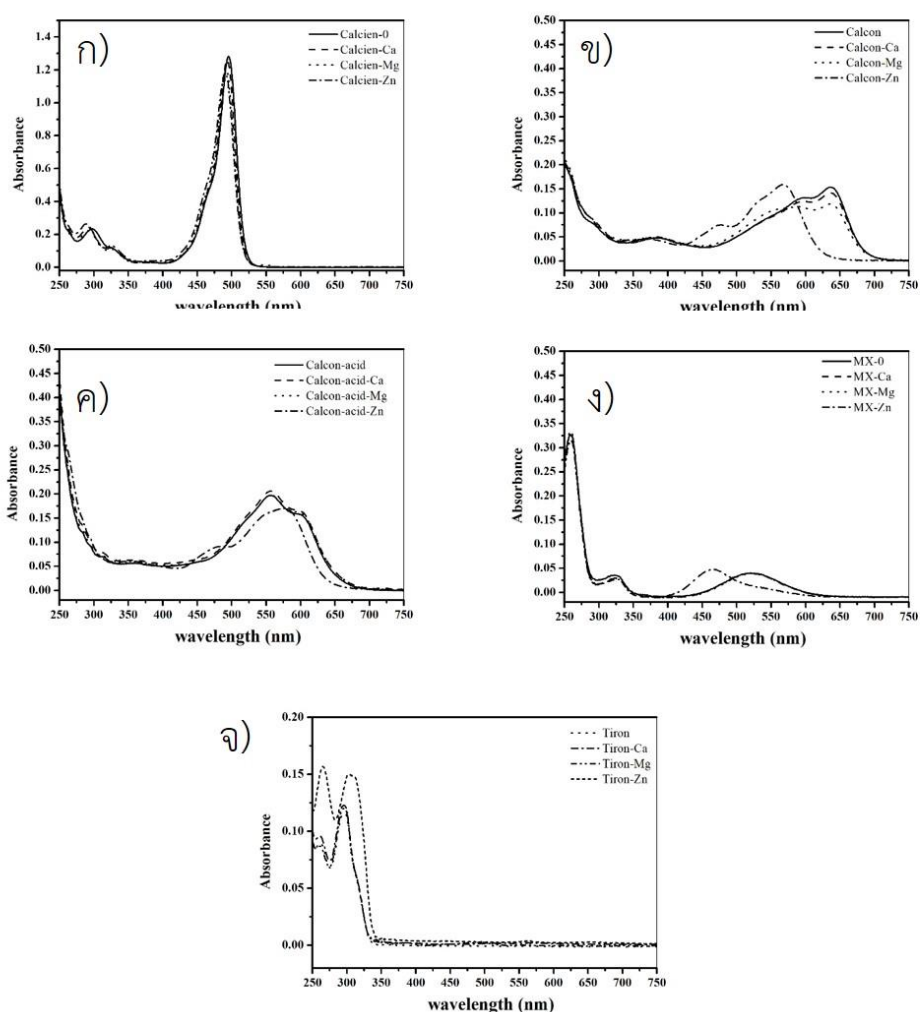 ก)
Calcien-0
Calcien-Ca
Calcien-Mg
Calcien-Zn
Absorbance
1.4
1.2
1.0
0.8
0.6
0.4
0.2
0.0
250 300 350 400 450 500 550 600 650 700 750
wavelength (nm)
ข)
Calcon
Calcon-Ca
Calcon-Mg
Calcon-Zn
Absorbance
0.50
0.45
0.40
0.35
0.30
0.25
0.20
0.15
0.10
0.05
0.00
250 300 350 400 450 500 550 600 650 700 750
wavelength (nm)
ค)
Calcon-acid
Calcon-acid-Ca
Calcon-acid-Mg
Calcon-acid-Zn
Absorbance
0.50
0.45
0.40
0.35
0.30
0.25
0.20
0.15
0.10
0.05
0.00
250 300 350 400 450 500 550 600 650 700 750
wavelength (nm)
ง)
MX-0
MX-Ca
MX-Mg
MX-Zn
Absorbance
0.50
0.45
0.40
0.35
0.30
0.25
0.20
0.15
0.10
0.05
0.00
250 300 350 400 450 500 550 600 650 700 750
wavelength (nm)
จ)
Tiron
Tiron-Ca
Tiron-Mg
Tiron-Zn
Absorbance
0.20
0.15
0.10
0.05
0.00
250 300 350 400 450 500 550 600 650 700 750
wavelength (nm)